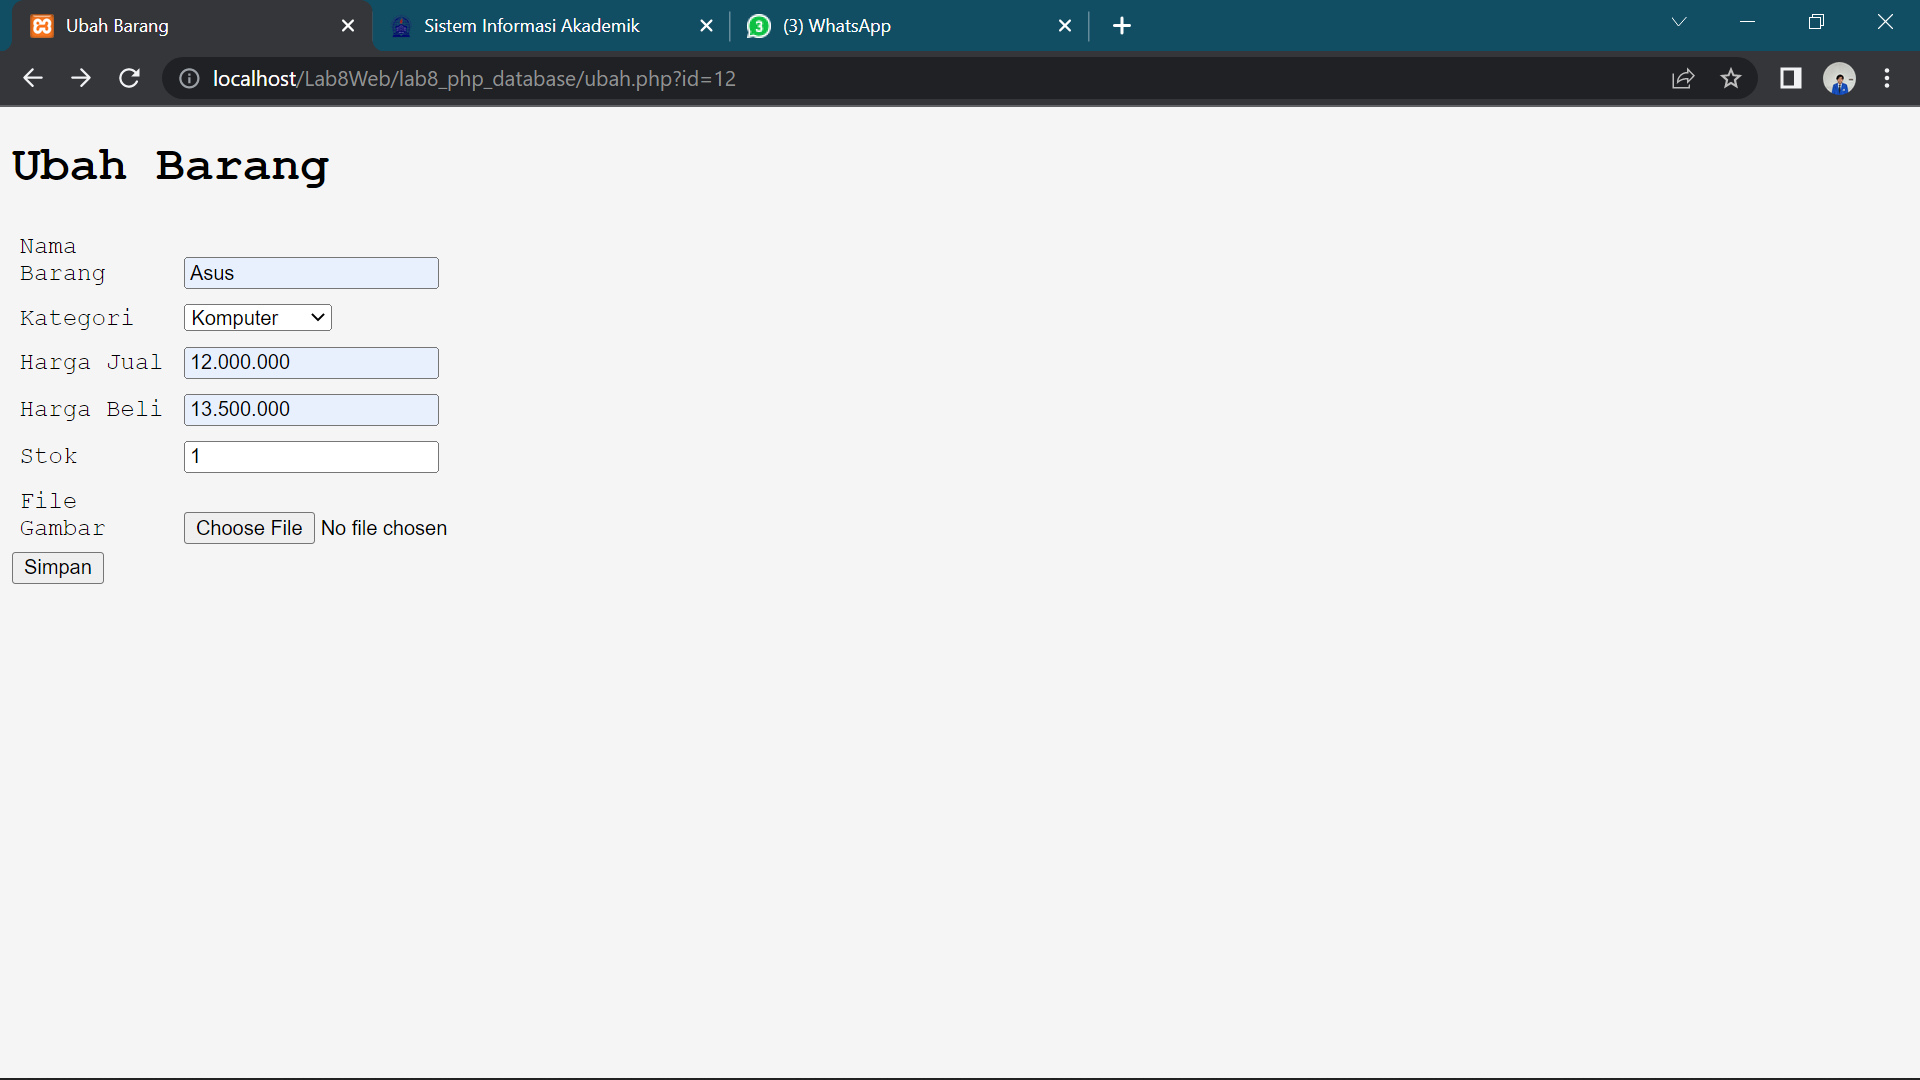 Ubah Barang
Sistem Informasi Akademik
3
(3) WhatsApp
localhost/Lab8Web/lab8_php_database/ubah.php?id=12
Ubah Barang
Nama
Barang
Asus
Kategori
Komputer
Harga Jual
12.000.000
Harga Beli
13.500.000
Stok
1
File
Gambar
Choose File No file chosen
Simpan